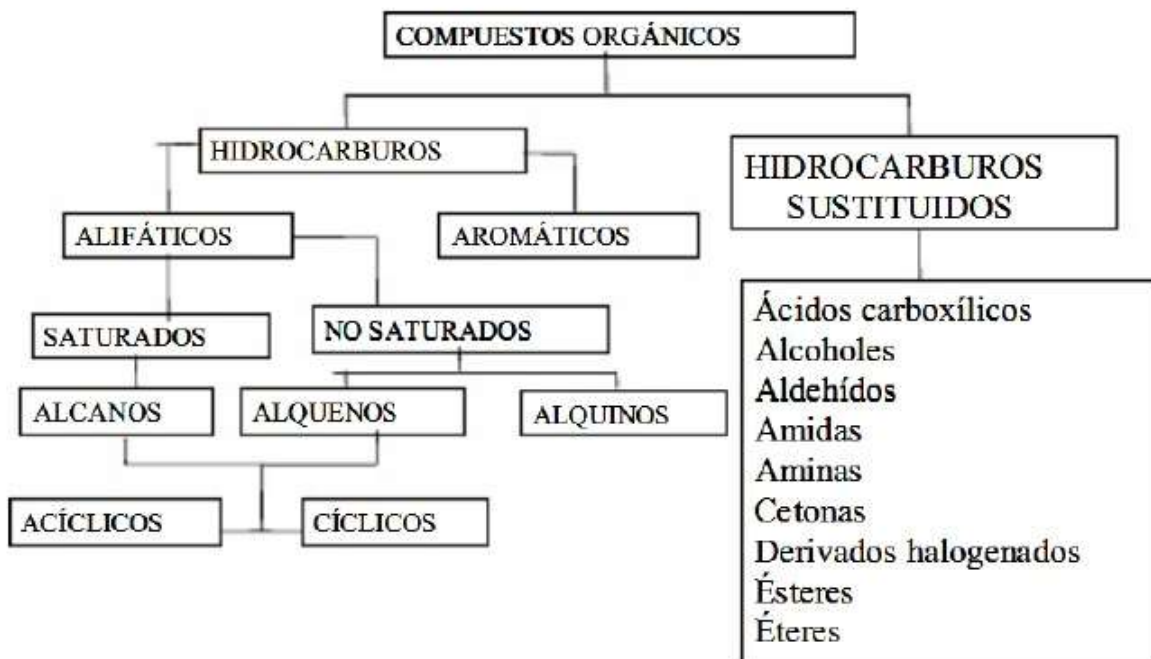 COMPUESTOS ORGÁNICOS
HIDROCARBUROS
HIDROCARBUROS
SUSTITUIDOS
ALIFÁTICOS
AROMÁTICOS
SATURADOS
NO SATURADOS
ALCANOS
ALQUENOS
ALQUINOS
ACÍCLICOS
CÍCLICOS
Ácidos carboxílicos
Alcoholes
Aldehídos
Amidas
Aminas
Cetonas
Derivados halogenados
Ésteres
Éteres